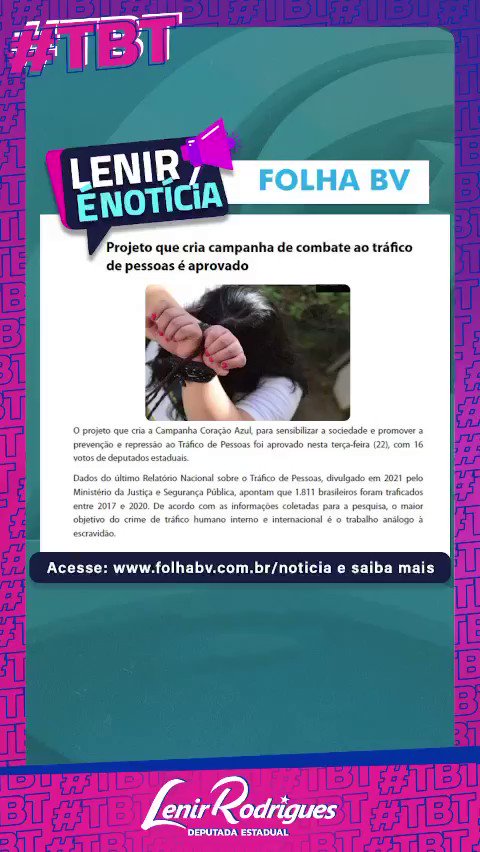 #TBT
LENIR
É NOTÍCIA
FOLHA BV
Projeto que cria campanha de combate ao tráfico
de pessoas é aprovado
O projeto que cria a Campanha Coração Azul, para sensibilizar a sociedade e promover a
prevenção e repressão ao Tráfico de Pessoas foi aprovado nesta terça-feira (22), com 16
votos de deputados estaduais.
Dados do último Relatório Nacional sobre o Tráfico de Pessoas, divulgado em 2021 pelo
Ministério da Justiça e Segurança Pública, apontam que 1.811 brasileiros foram traficados
entre 2017 e 2020. De acordo com as informações coletadas para a pesquisa, o maior
objetivo do crime de tráfico humano interno e internacional é o trabalho análogo à
escravidão.
Acesse: www.folhabv.com.br/noticia e saiba mais
Lenir Rodrigues
DEPUTADA ESTADUAL